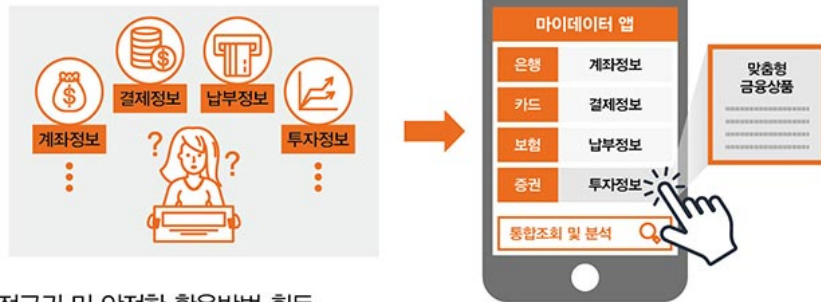 결제정보
납부정보
계좌정보
투자정보
?
?
마이데이터 앱
은행 계좌정보
카드 결제정보
보험 납부정보
증권 투자정보
통합조회 및 분석
맞춤형
금융상품